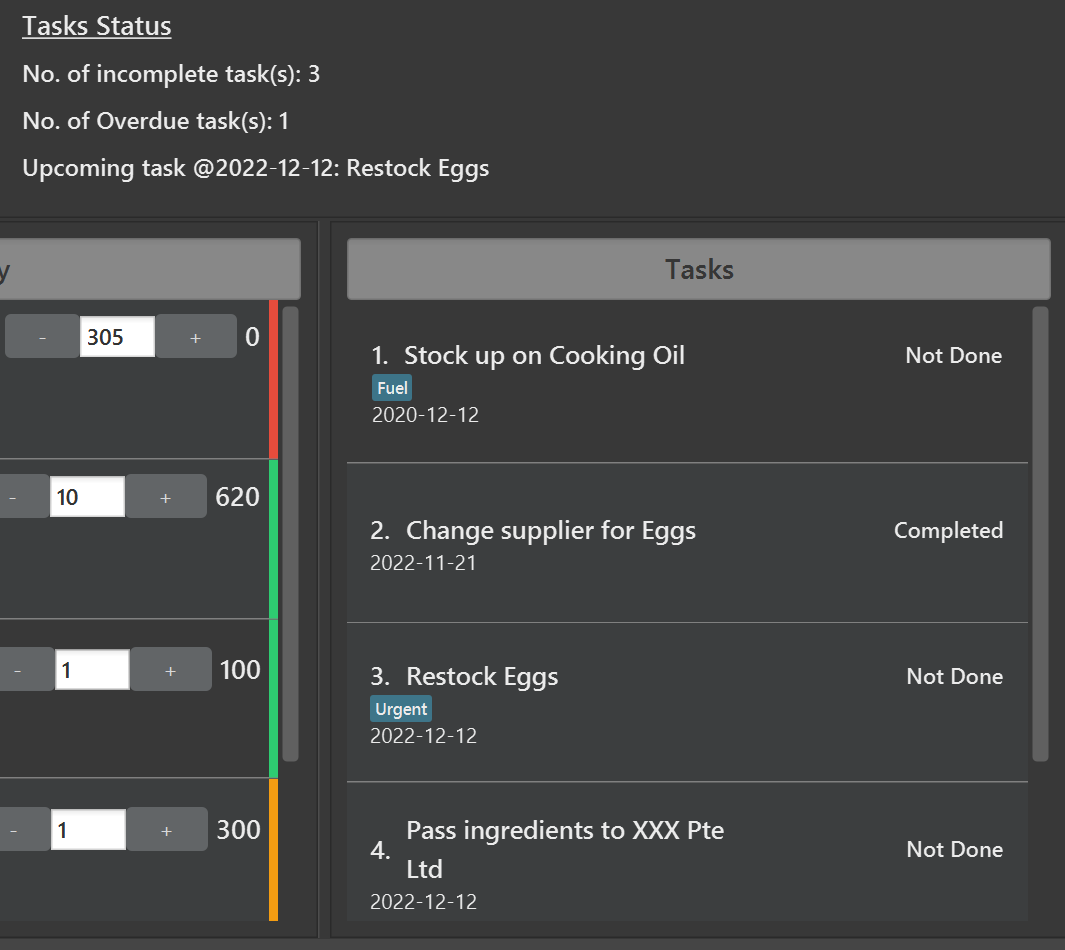 Tasks Status
No. of incomplete task(s): 3
No. of Overdue task(s): 1
Upcoming task @2022-12-12: Restock Eggs
y
- 305 + 0
- 10 + 620
- 1 + 100
- 1 + 300
Tasks
1. Stock up on Cooking Oil Not Done
Fuel
2020-12-12
2. Change supplier for Eggs Completed
2022-11-21
3. Restock Eggs Not Done
Urgent
2022-12-12
4. Pass ingredients to XXX Pte Not Done
Ltd
2022-12-12